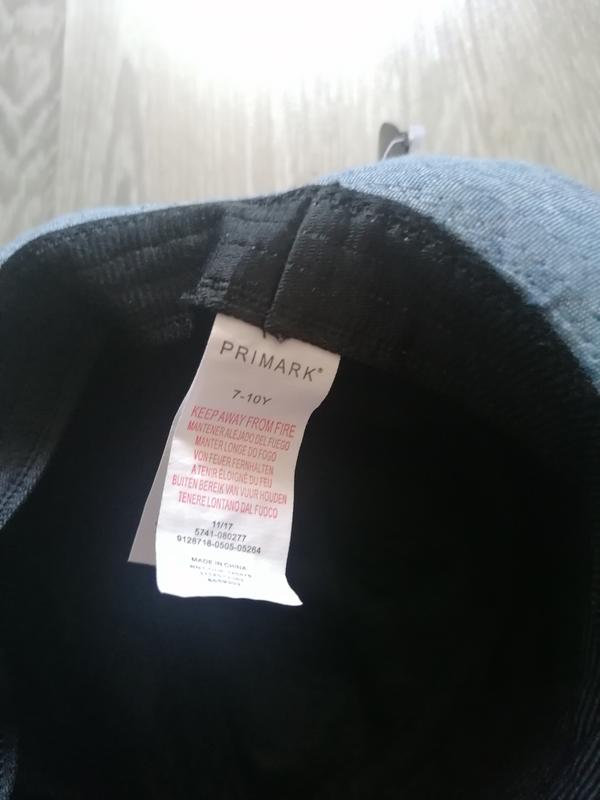 PRIMARK®
7-10Y
KEEP AWAY FROM FIRE
MANTENER ALEJADO DEL FUEGO
MANTER LONGE DO FOGO
VON FEUER FERNHALTEN
A TENIR ÉLOIGNÉ DU FEU
BUITEN BEREIK VAN VUUR HOUDEN
TENERE LONTANO DAL FUOCO
11/17
5741-080277
9128718-0505-05264
MADE IN CHINA